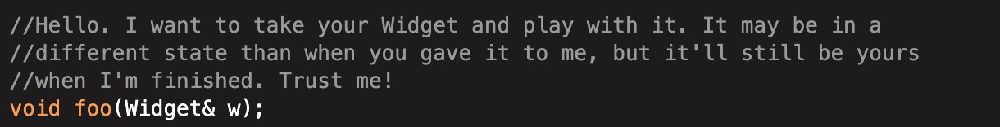 //Hello. I want to take your Widget and play with it. It may be in a
//different state than when you gave it to me, but it'll still be yours
//when I'm finished. Trust me!
void foo(Widget& w);